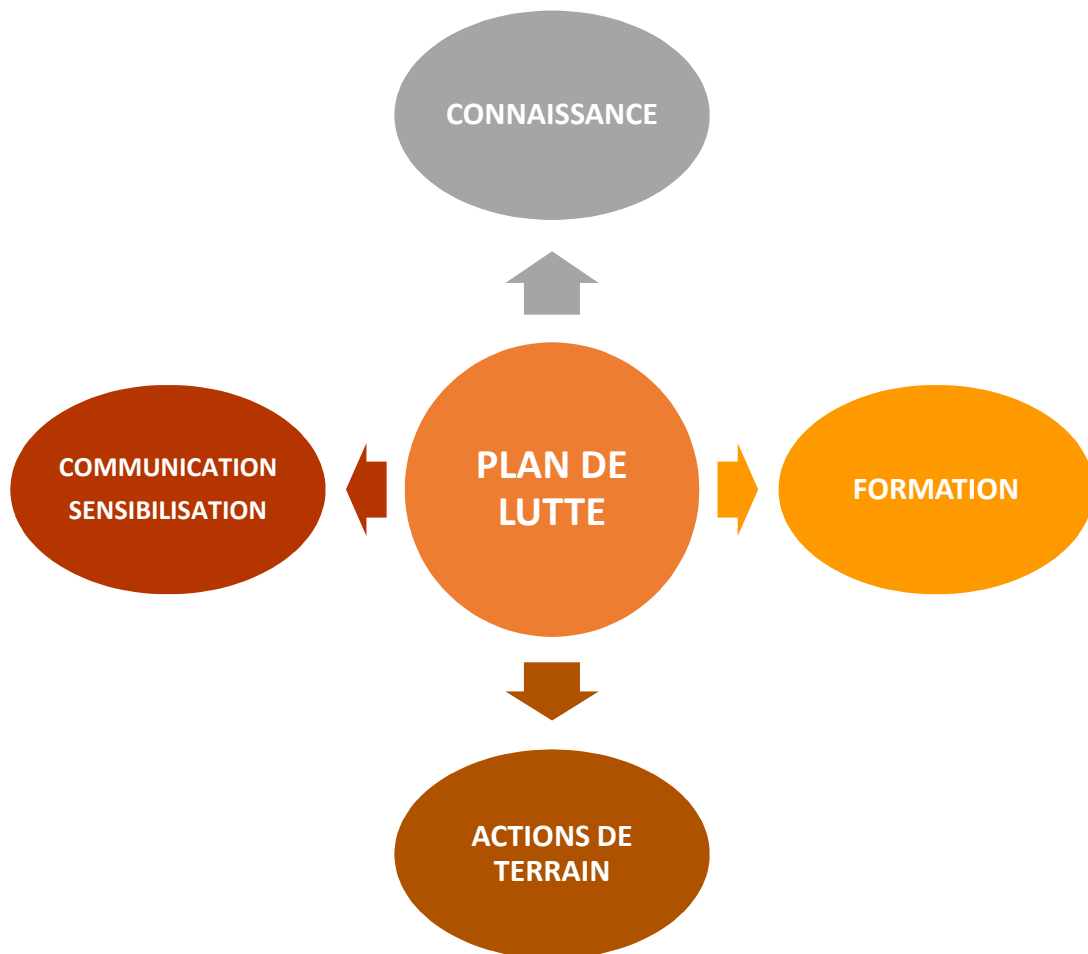 CONNAISSANCE
COMMUNICATION
SENSIBILISATION
PLAN DE
LUTTE
FORMATION
ACTIONS DE
TERRAIN